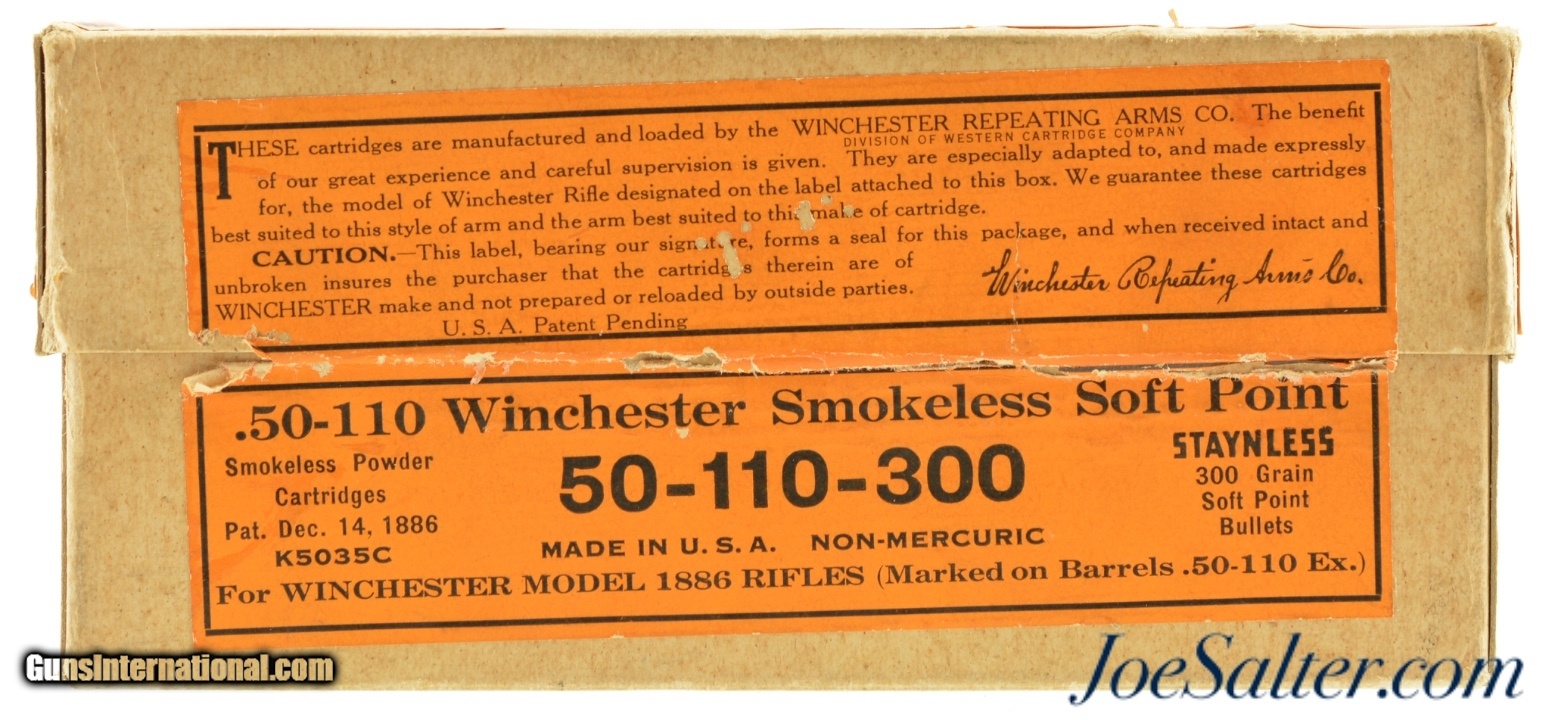 THESE cartridges are manufactured and loaded by the WINCHESTER REPEATING ARMS CO. The benefit
DIVISION OF WESTERN CARTRIDGE COMPANY
of our great experience and careful supervision is given. They are especially adapted to, and made expressly
for, the model of Winchester Rifle designated on the label attached to this box. We guarantee these cartridges
best suited to this style of arm and the arm best suited to this make of cartridge.
CAUTION.—This label, bearing our signature, forms a seal for this package, and when received intact and
unbroken insures the purchaser that the cartridges therein are of
WINCHESTER make and not prepared or reloaded by outside parties.
Winchester Repeating Arms Co.
U. S. A. Patent Pending
.50-110 Winchester Smokeless Soft Point
Smokeless Powder
Cartridges
Pat. Dec. 14, 1886
K5035C
50-110-300
MADE IN U. S. A. NON-MERCURIC
STAYNLESS
300 Grain
Soft Point
Bullets
For WINCHESTER MODEL 1886 RIFLES (Marked on Barrels .50-110 Ex.)
GunsInternational.com
JoeSalter.com